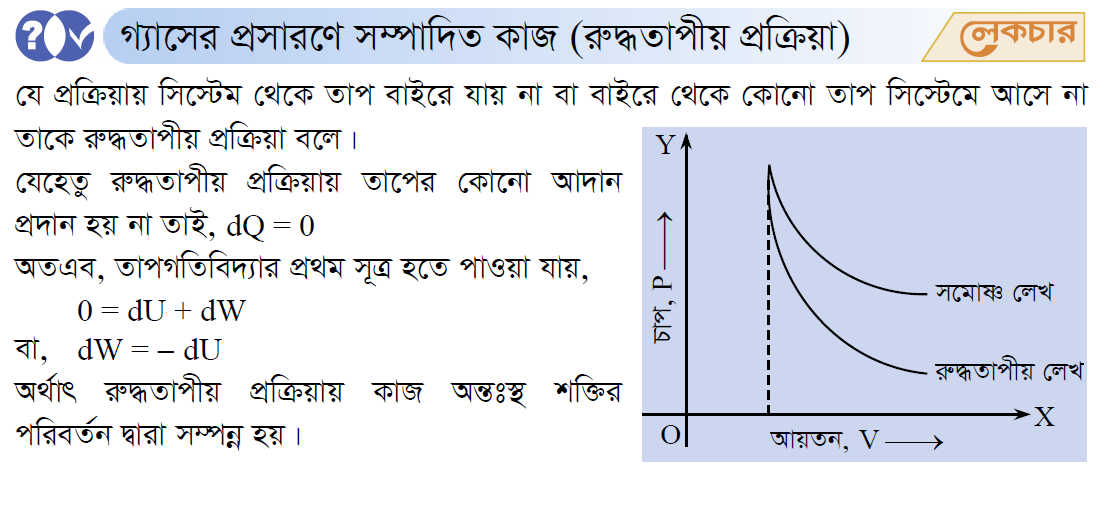 ?
গ্যাসের প্রসারণে সম্পাদিত কাজ (রুদ্ধতাপীয় প্রক্রিয়া)
লেকচার
যে প্রক্রিয়ায় সিস্টেম থেকে তাপ বাইরে যায় না বা বাইরে থেকে কোনো তাপ সিস্টেমে আসে না
তাকে রুদ্ধতাপীয় প্রক্রিয়া বলে।
যেহেতু রুদ্ধতাপীয় প্রক্রিয়ায় তাপের কোনো আদান
প্রদান হয় না তাই, dQ = 0
অতএব, তাপগতিবিদ্যার প্রথম সূত্র হতে পাওয়া যায়,
0 = dU + dW
বা, dW = – dU
অর্থাৎ রুদ্ধতাপীয় প্রক্রিয়ায় কাজ অন্তঃস্থ শক্তির
পরিবর্তন দ্বারা সম্পন্ন হয়।
Y
চাপ, P ⟶
সমোষ্ণ লেখ
রুদ্ধতাপীয় লেখ
X
O
আয়তন, V ⟶